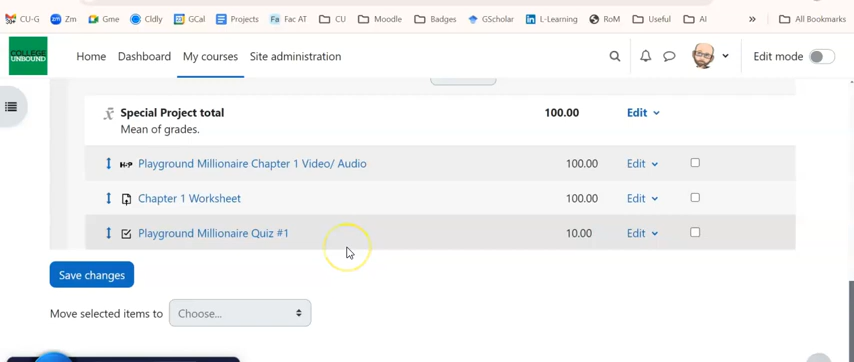 CU-G
Zm
Gme
Cldly
GCal
Projects
Fac AT
CU
Moodle
Badges
GScholar
L-Learning
RoM
Useful
AI
»
All Bookmarks
COLLEGE
UNBOUND
Home
Dashboard
My courses
Site administration
Edit mode
Special Project total
100.00
Edit
Mean of grades.
H-P
Playground Millionaire Chapter 1 Video/ Audio
100.00
Edit
Chapter 1 Worksheet
100.00
Edit
Playground Millionaire Quiz #1
10.00
Edit
Save changes
Move selected items to
Choose...